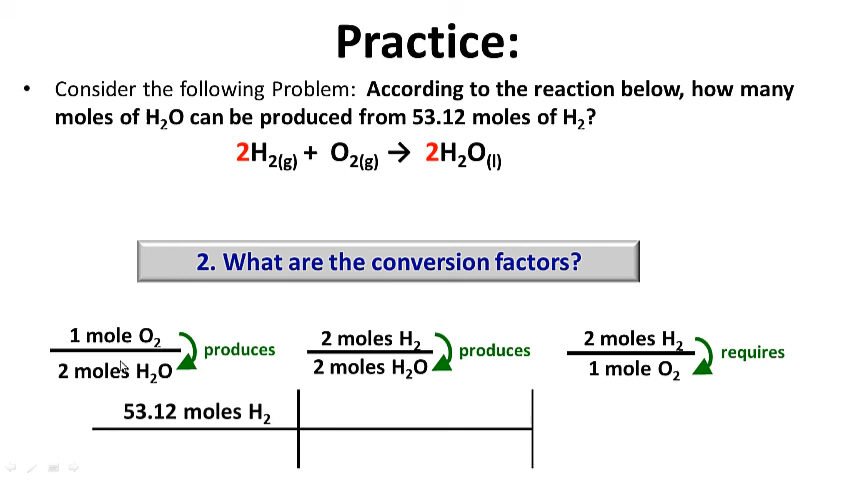 Practice:
• Consider the following Problem: According to the reaction below, how many
moles of H₂O can be produced from 53.12 moles of H₂?
2H₂(g) + O₂(g) → 2H₂O(l)
2. What are the conversion factors?
1 mole O₂
2 moles H₂O
produces
2 moles H₂
2 moles H₂O
produces
2 moles H₂
1 mole O₂
requires
53.12 moles H₂